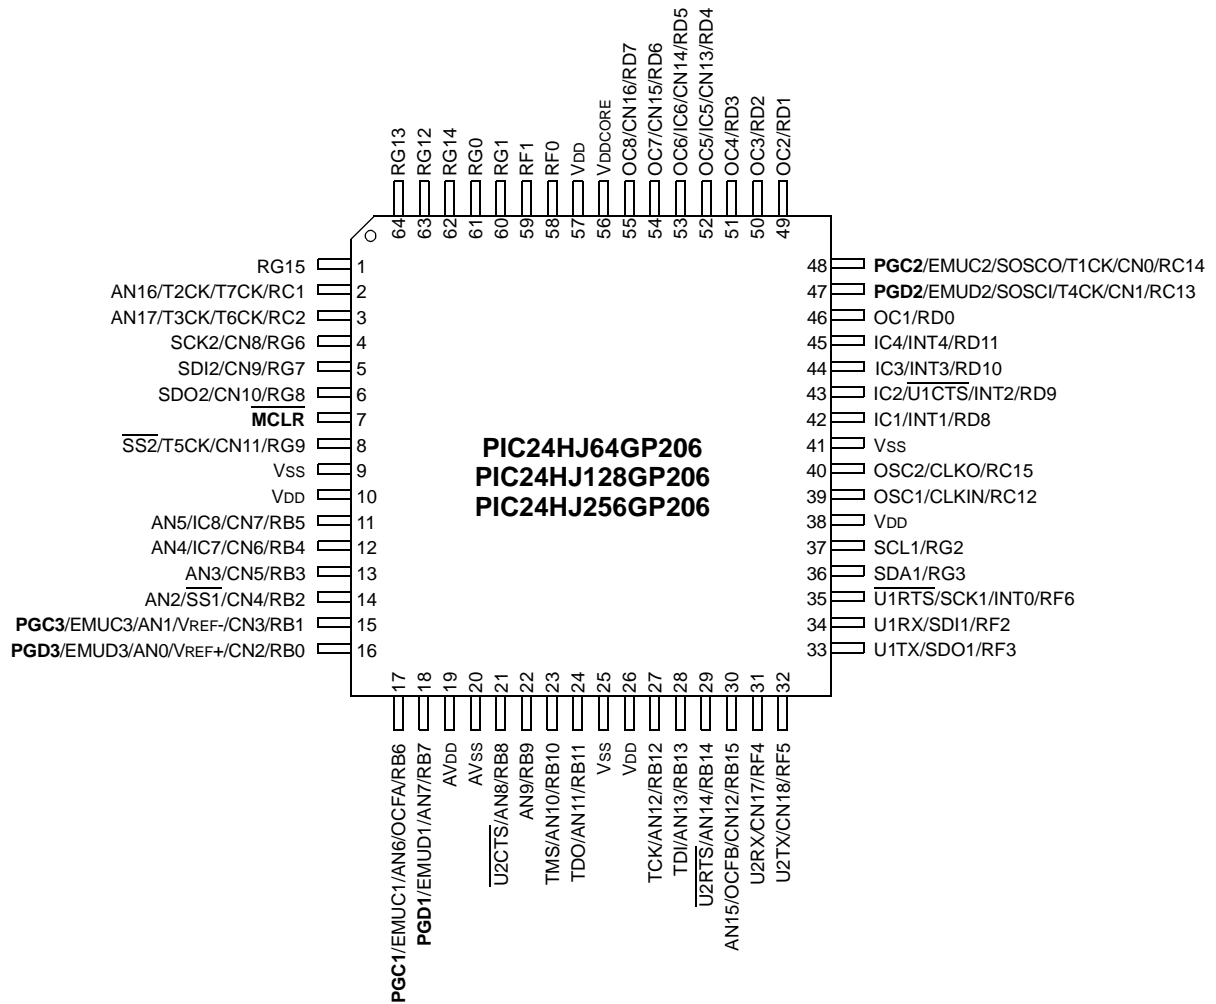 RG13
RG12
RG14
RG0
RG1
RF1
RF0
VDD
VDDCORE
OC8/CN16/RD7
OC7/CN15/RD6
OC6/IC6/CN14/RD5
OC5/IC5/CN13/RD4
OC4/RD3
OC3/RD2
OC2/RD1
64
63
62
61
60
59
58
57
56
55
54
53
52
51
50
49
RG15 1
AN16/T2CK/T7CK/RC1 2
AN17/T3CK/T6CK/RC2 3
SCK2/CN8/RG6 4
SDI2/CN9/RG7 5
SDO2/CN10/RG8 6
MCLR 7
SS2/T5CK/CN11/RG9 8
VSS 9
VDD 10
AN5/IC8/CN7/RB5 11
AN4/IC7/CN6/RB4 12
AN3/CN5/RB3 13
AN2/SS1/CN4/RB2 14
PGC3/EMUC3/AN1/VREF-/CN3/RB1 15
PGD3/EMUD3/AN0/VREF+/CN2/RB0 16
PIC24HJ64GP206
PIC24HJ128GP206
PIC24HJ256GP206
48 PGC2/EMUC2/SOSCO/T1CK/CN0/RC14
47 PGD2/EMUD2/SOSCI/T4CK/CN1/RC13
46 OC1/RD0
45 IC4/INT4/RD11
44 IC3/INT3/RD10
43 IC2/U1CTS/INT2/RD9
42 IC1/INT1/RD8
41 VSS
40 OSC2/CLKO/RC15
39 OSC1/CLKIN/RC12
38 VDD
37 SCL1/RG2
36 SDA1/RG3
35 U1RTS/SCK1/INT0/RF6
34 U1RX/SDI1/RF2
33 U1TX/SDO1/RF3
17
18
19
20
21
22
23
24
25
26
27
28
29
30
31
32
PGC1/EMUC1/AN6/OCFA/RB6
PGD1/EMUD1/AN7/RB7
AVDD
AVSS
U2CTS/AN8/RB8
AN9/RB9
TMS/AN10/RB10
TDO/AN11/RB11
VSS
VDD
TCK/AN12/RB12
TDI/AN13/RB13
U2RTS/AN14/RB14
AN15/OCFB/CN12/RB15
U2RX/CN17/RF4
U2TX/CN18/RF5